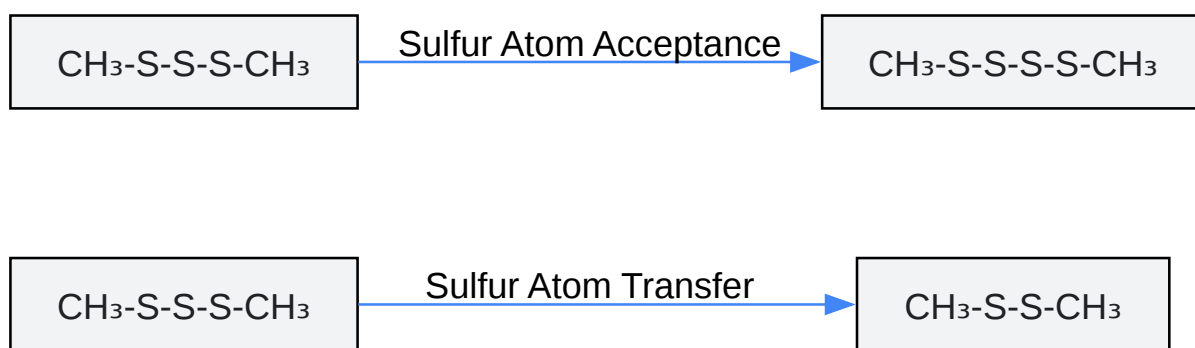 CH₃-S-S-S-CH₃
Sulfur Atom Acceptance
CH₃-S-S-S-S-CH₃
CH₃-S-S-S-CH₃
Sulfur Atom Transfer
CH₃-S-S-CH₃